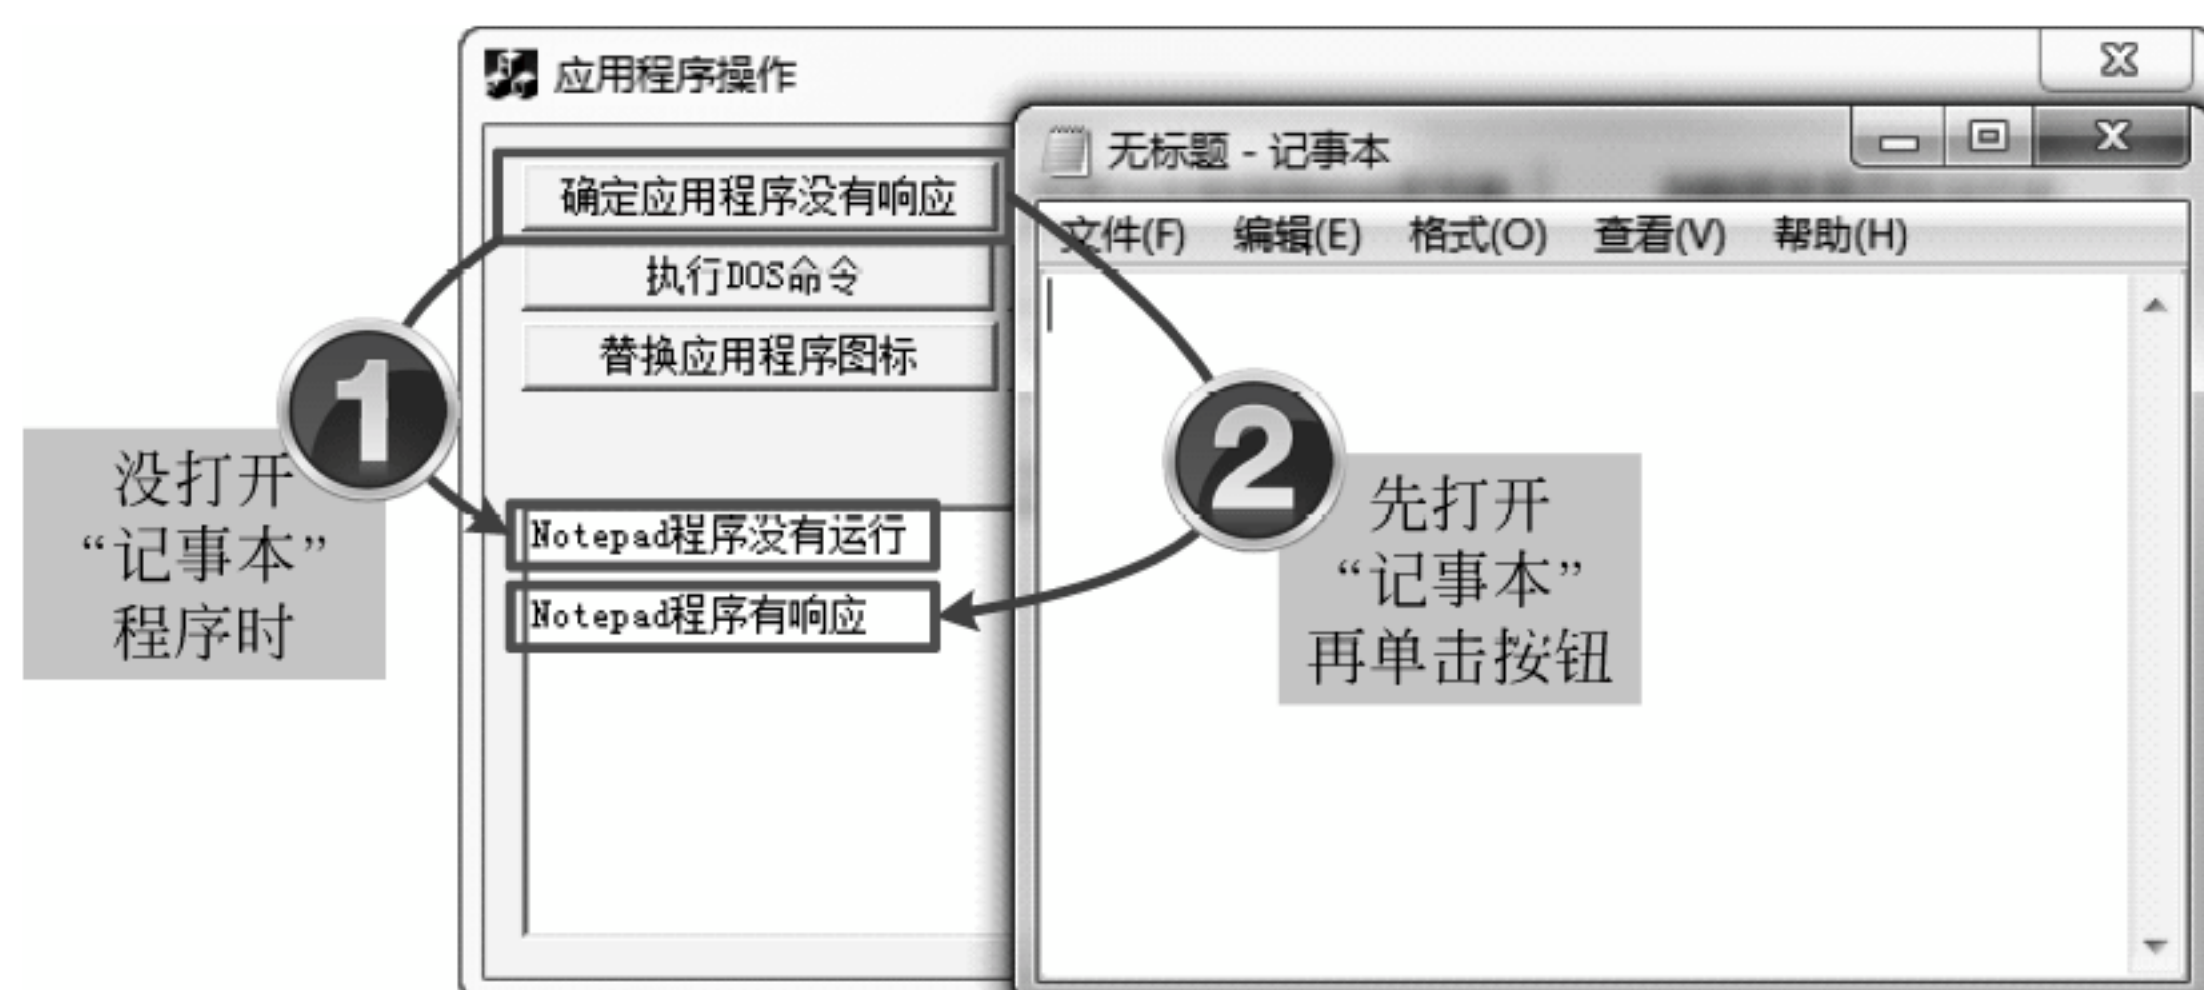 应用程序操作
无标题 - 记事本
确定应用程序没有响应
文件(F) 编辑(E) 格式(O) 查看(V) 帮助(H)
执行DOS命令
替换应用程序图标
1
没打开
“记事本”
程序时
2
先打开
“记事本”
再单击按钮
Notepad程序没有运行
Notepad程序有响应